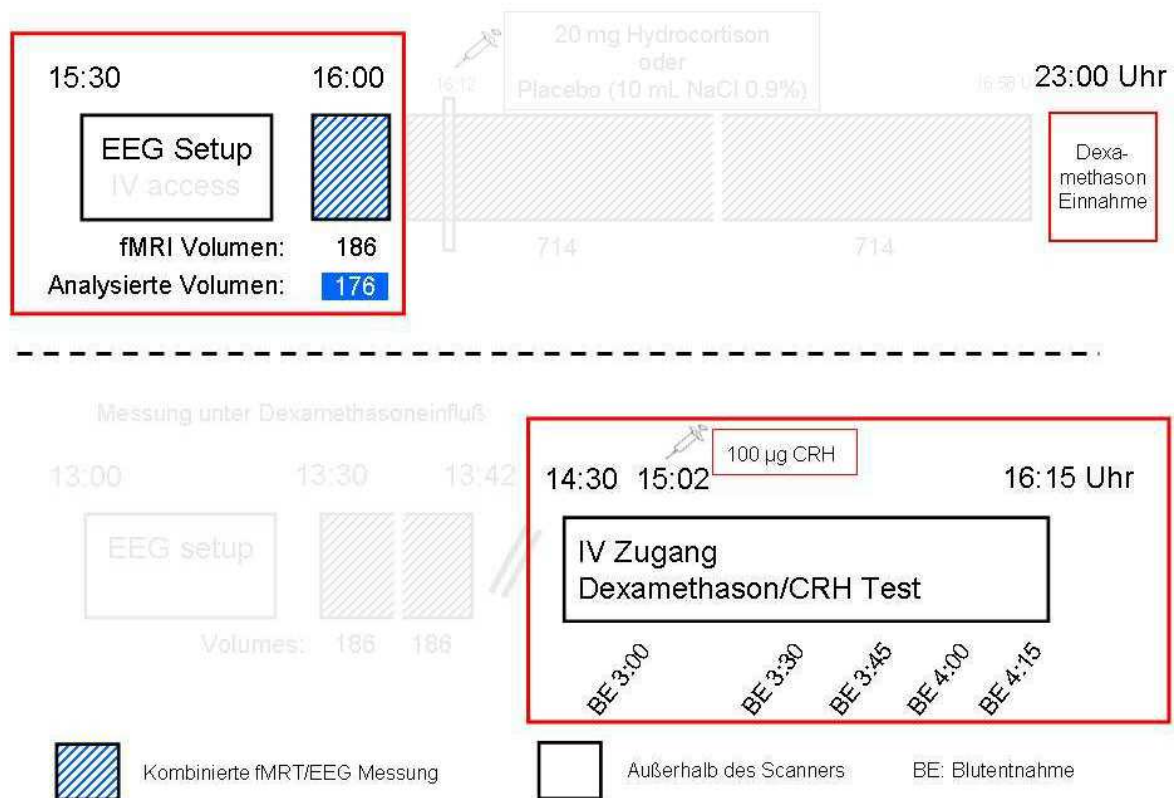 20 mg Hydrocortison
oder
Placebo (10 mL NaCl 0.9%)
15:30 16:00 16:12 16:58 23:00 Uhr
EEG Setup
IV access
Dexa-
methason
Einnahme
fMRI Volumen: 186 714 714
Analysierte Volumen: 176
Messung unter Dexamethasoneinfluß
100 µg CRH
13:00 13:30 13:42 14:30 15:02 16:15 Uhr
EEG setup
IV Zugang
Dexamethason/CRH Test
Volumes: 186 186
BE 3:00
BE 3:30
BE 3:45
BE 4:00
BE 4:15
Kombinierte fMRT/EEG Messung
Außerhalb des Scanners
BE: Blutentnahme